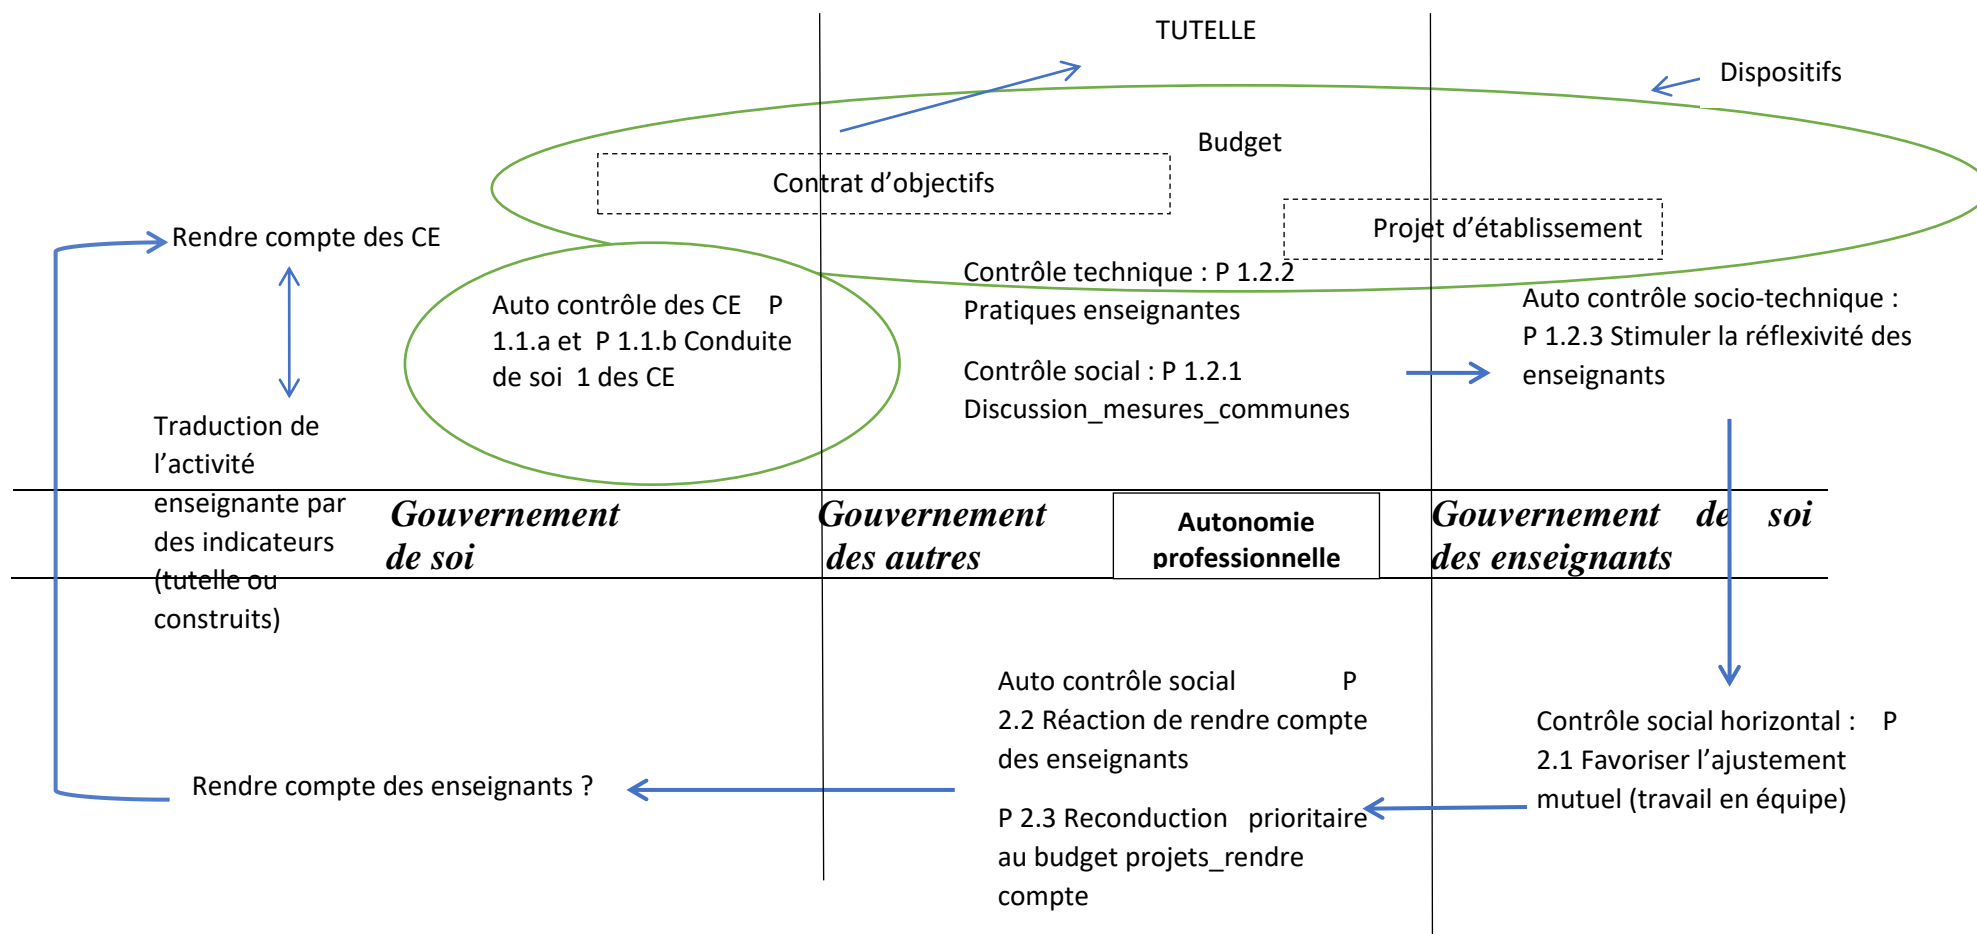 TUTELLE
Dispositifs
Budget
Contrat d’objectifs
Projet d’établissement
Rendre compte des CE
Auto contrôle des CE P
1.1.a et P 1.1.b Conduite
de soi 1 des CE
Contrôle technique : P 1.2.2
Pratiques enseignantes
Contrôle social : P 1.2.1
Discussion_mesures_communes
Auto contrôle socio-technique :
P 1.2.3 Stimuler la réflexivité des
enseignants
Traduction de
l’activité
enseignante par
des indicateurs
(tutelle ou
construits)
Gouvernement
de soi
Gouvernement
des autres
Autonomie
professionnelle
Gouvernement de soi
des enseignants
Auto contrôle social P
2.2 Réaction de rendre compte
des enseignants
P 2.3 Reconduction prioritaire
au budget projets_rendre
compte
Contrôle social horizontal : P
2.1 Favoriser l’ajustement
mutuel (travail en équipe)
Rendre compte des enseignants ?